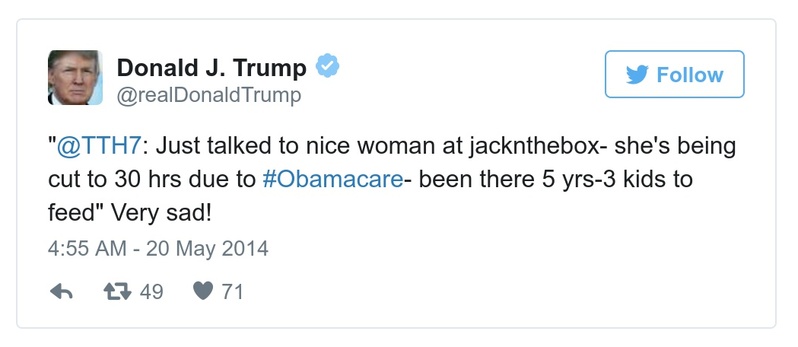 Donald J. Trump
@realDonaldTrump
Follow
"@TTH7: Just talked to nice woman at jacknthebox- she's being
cut to 30 hrs due to #Obamacare- been there 5 yrs-3 kids to
feed" Very sad!
4:55 AM - 20 May 2014
49 71